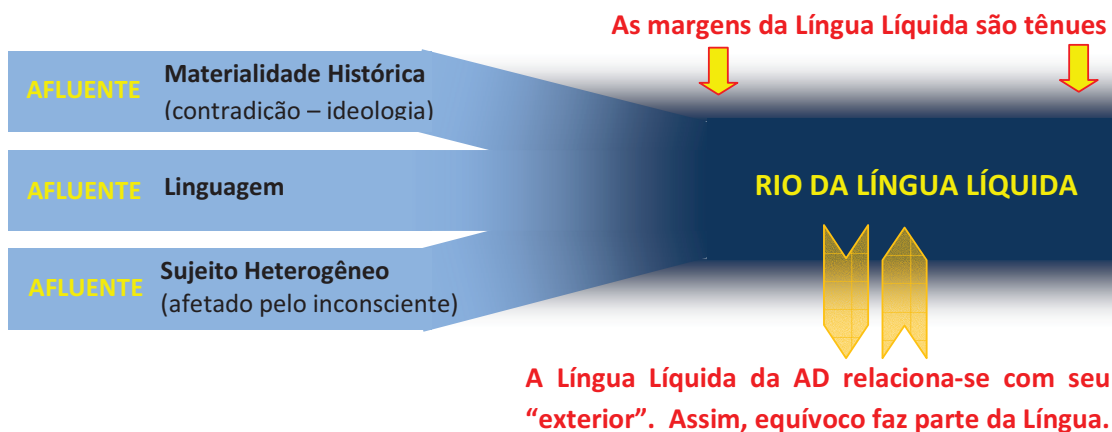 As margens da Língua Líquida são tênues
AFLUENTE Materialidade Histórica
(contradição – ideologia)
AFLUENTE Linguagem
RIO DA LÍNGUA LÍQUIDA
AFLUENTE Sujeito Heterogêneo
(afetado pelo inconsciente)
A Língua Líquida da AD relaciona-se com seu
“exterior”. Assim, equívoco faz parte da Língua.